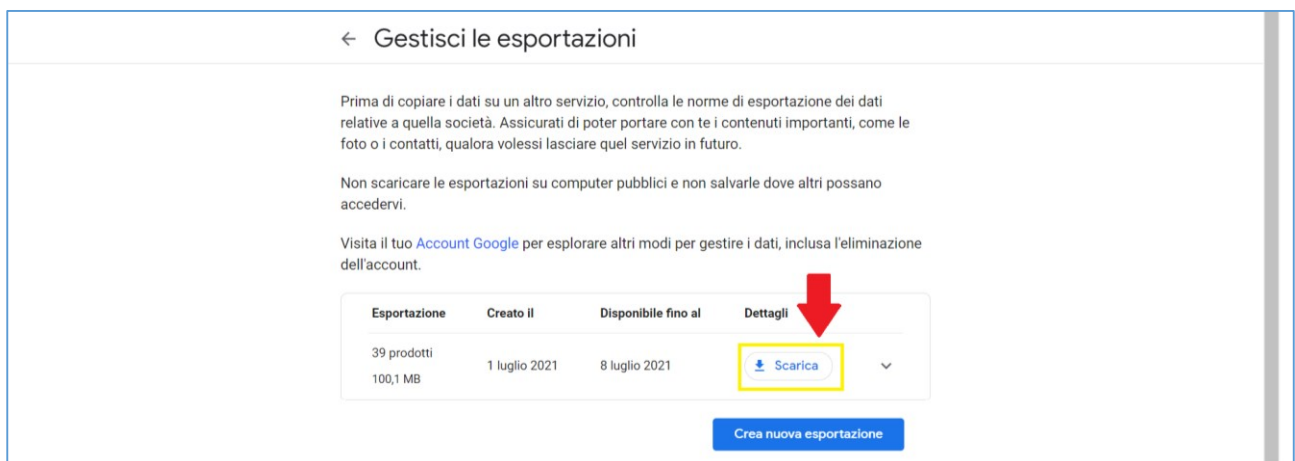 Gestisci le esportazioni
Prima di copiare i dati su un altro servizio, controlla le norme di esportazione dei dati
relative a quella società. Assicurati di poter portare con te i contenuti importanti, come le
foto o i contatti, qualora volessi lasciare quel servizio in futuro.
Non scaricare le esportazioni su computer pubblici e non salvarle dove altri possano
accedervi.
Visita il tuo Account Google per esplorare altri modi per gestire i dati, inclusa l'eliminazione
dell'account.
Esportazione Creato il Disponibile fino al Dettagli
39 prodotti
100,1 MB
1 luglio 2021 8 luglio 2021 Scarica
Crea nuova esportazione